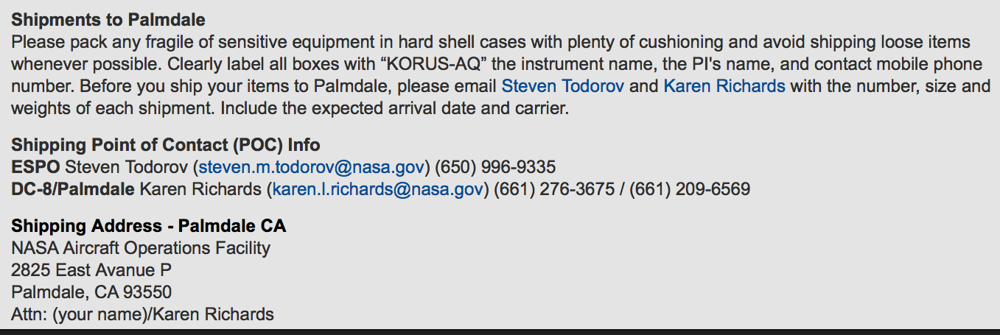 Shipments to Palmdale
Please pack any fragile of sensitive equipment in hard shell cases with plenty of cushioning and avoid shipping loose items
whenever possible. Clearly label all boxes with “KORUS-AQ” the instrument name, the PI's name, and contact mobile phone
number. Before you ship your items to Palmdale, please email Steven Todorov and Karen Richards with the number, size and
weights of each shipment. Include the expected arrival date and carrier.
Shipping Point of Contact (POC) Info
ESPO Steven Todorov (steven.m.todorov@nasa.gov) (650) 996-9335
DC-8/Palmdale Karen Richards (karen.l.richards@nasa.gov) (661) 276-3675 / (661) 209-6569
Shipping Address - Palmdale CA
NASA Aircraft Operations Facility
2825 East Avanue P
Palmdale, CA 93550
Attn: (your name)/Karen Richards